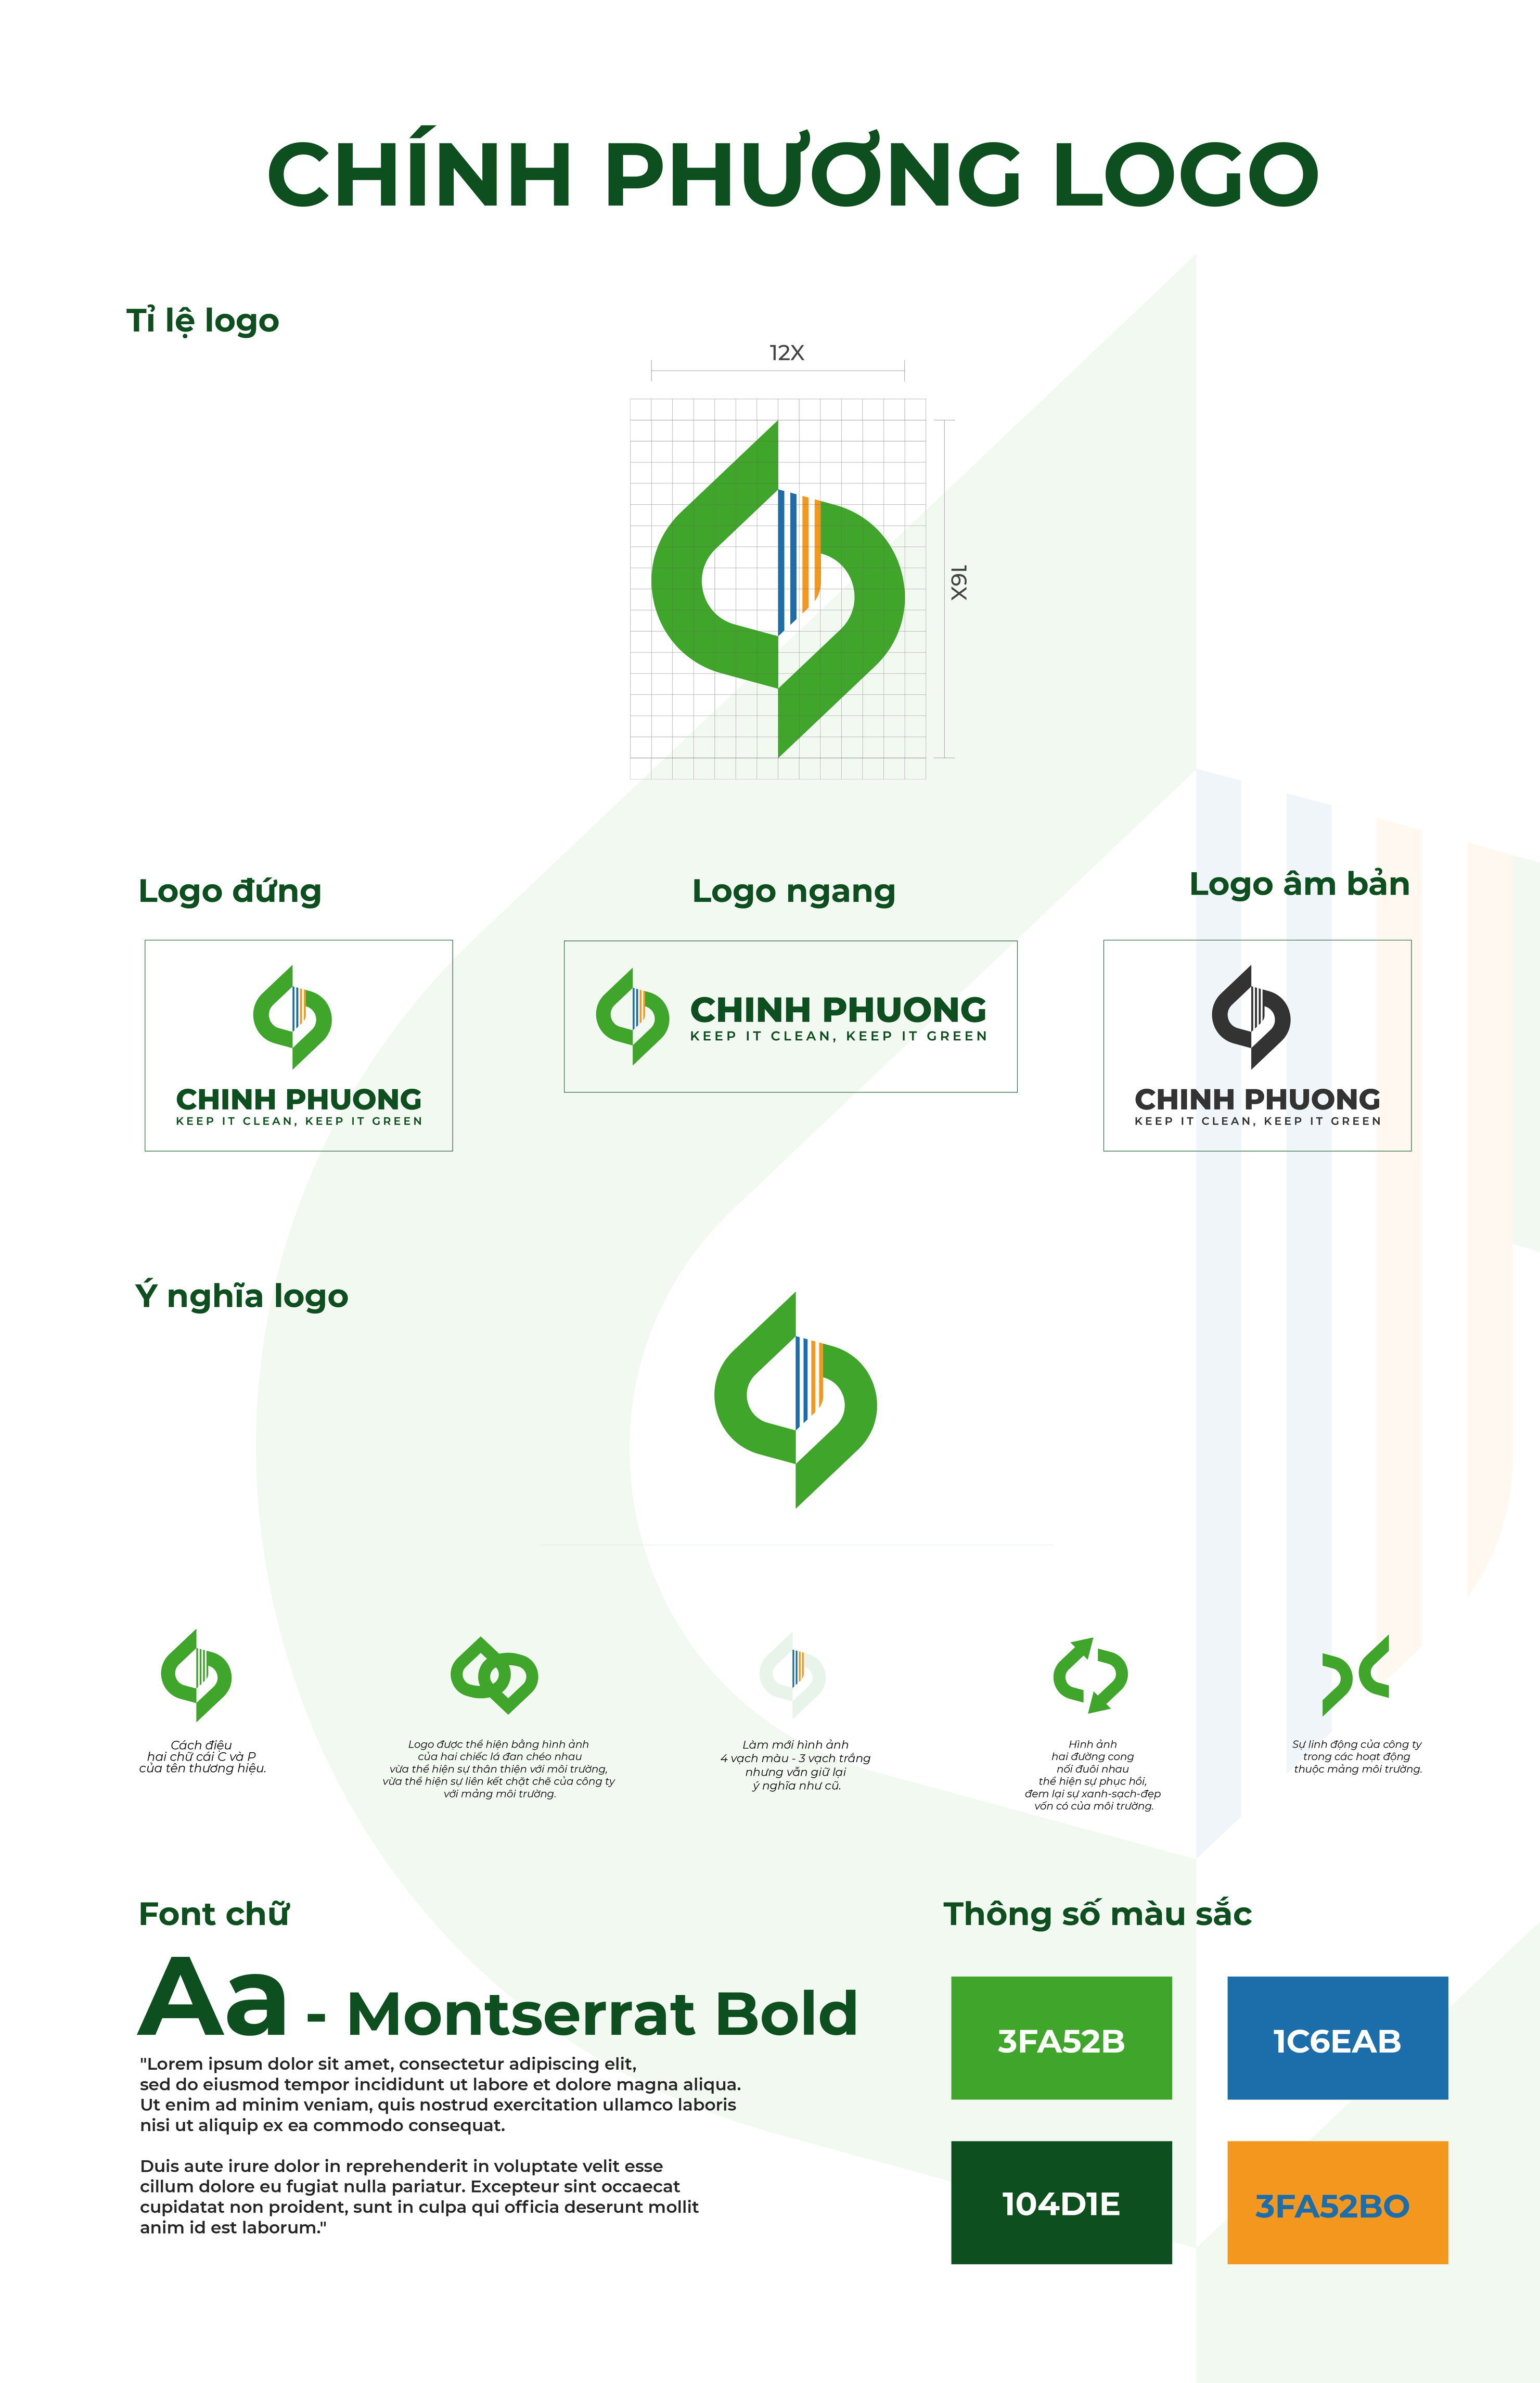 CHÍNH PHƯƠNG LOGO
Tỉ lệ logo
12X
16X
Logo đứng
Logo ngang
Logo âm bản
CHINH PHUONG
KEEP IT CLEAN, KEEP IT GREEN
CHINH PHUONG
KEEP IT CLEAN, KEEP IT GREEN
CHINH PHUONG
KEEP IT CLEAN, KEEP IT GREEN
Ý nghĩa logo
Cách điệu
hai chữ cái C và P
của tên thương hiệu.
Logo được thể hiện bằng hình ảnh
của hai chiếc lá đan chéo nhau
vừa thể hiện sự thân thiện với môi trường,
vừa thể hiện sự liên kết chặt chẽ của công ty
với mảng môi trường.
Làm mới hình ảnh
4 vạch màu - 3 vạch trắng
nhưng vẫn giữ lại
ý nghĩa như cũ.
Hình ảnh
hai đường cong
nối đuôi nhau
thể hiện sự phục hồi,
đem lại sự xanh-sạch-đẹp
vốn có của môi trường.
Sự linh động của công ty
trong các hoạt động
thuộc mảng môi trường.
Font chữ
Aa - Montserrat Bold
"Lorem ipsum dolor sit amet, consectetur adipiscing elit,
sed do eiusmod tempor incididunt ut labore et dolore magna aliqua.
Ut enim ad minim veniam, quis nostrud exercitation ullamco laboris
nisi ut aliquip ex ea commodo consequat.
Duis aute irure dolor in reprehenderit in voluptate velit esse
cillum dolore eu fugiat nulla pariatur. Excepteur sint occaecat
cupidatat non proident, sunt in culpa qui officia deserunt mollit
anim id est laborum."
Thông số màu sắc
3FA52B
1C6EAB
104D1E
3FA52BO